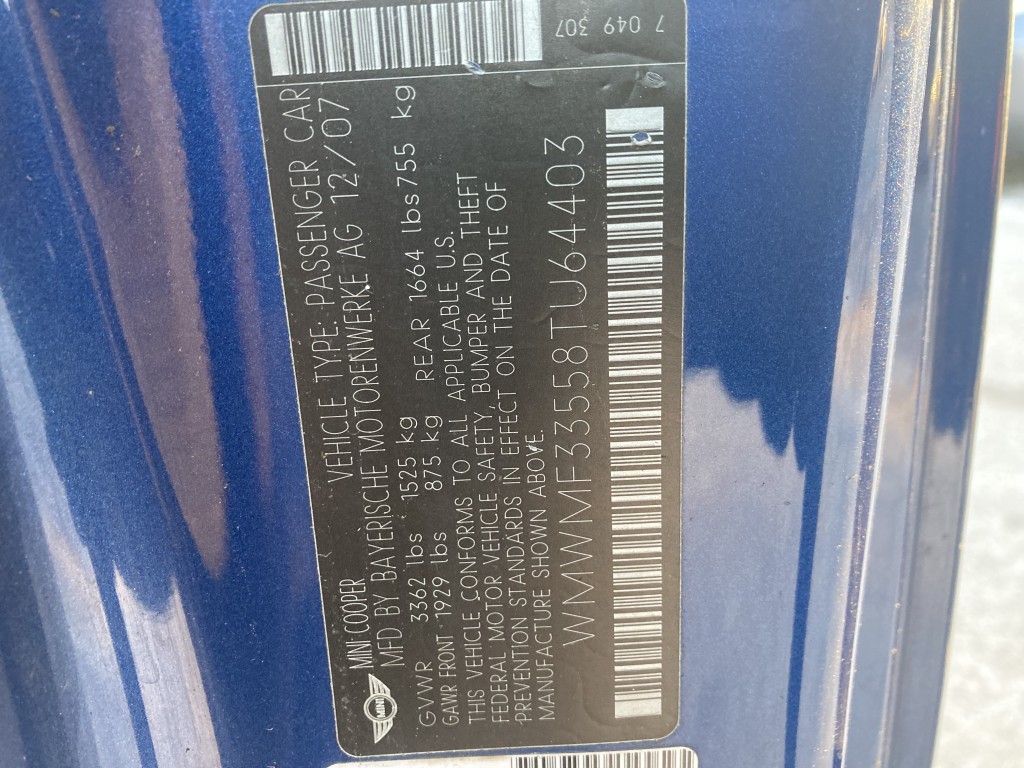 7 049 307
MINI COOPER VEHICLE TYPE: PASSENGER CAR
MFD BY BAYERISCHE MOTORENWERKE AG 12/07
GVWR 3362 lbs 1525 kg
GAWR FRONT 1929 lbs 875 kg REAR 1664 lbs 755 kg
THIS VEHICLE CONFORMS TO ALL APPLICABLE U.S.
FEDERAL MOTOR VEHICLE SAFETY, BUMPER AND THEFT
PREVENTION STANDARDS IN EFFECT ON THE DATE OF
MANUFACTURE SHOWN ABOVE.
WMWMF33558TU64403
MINI